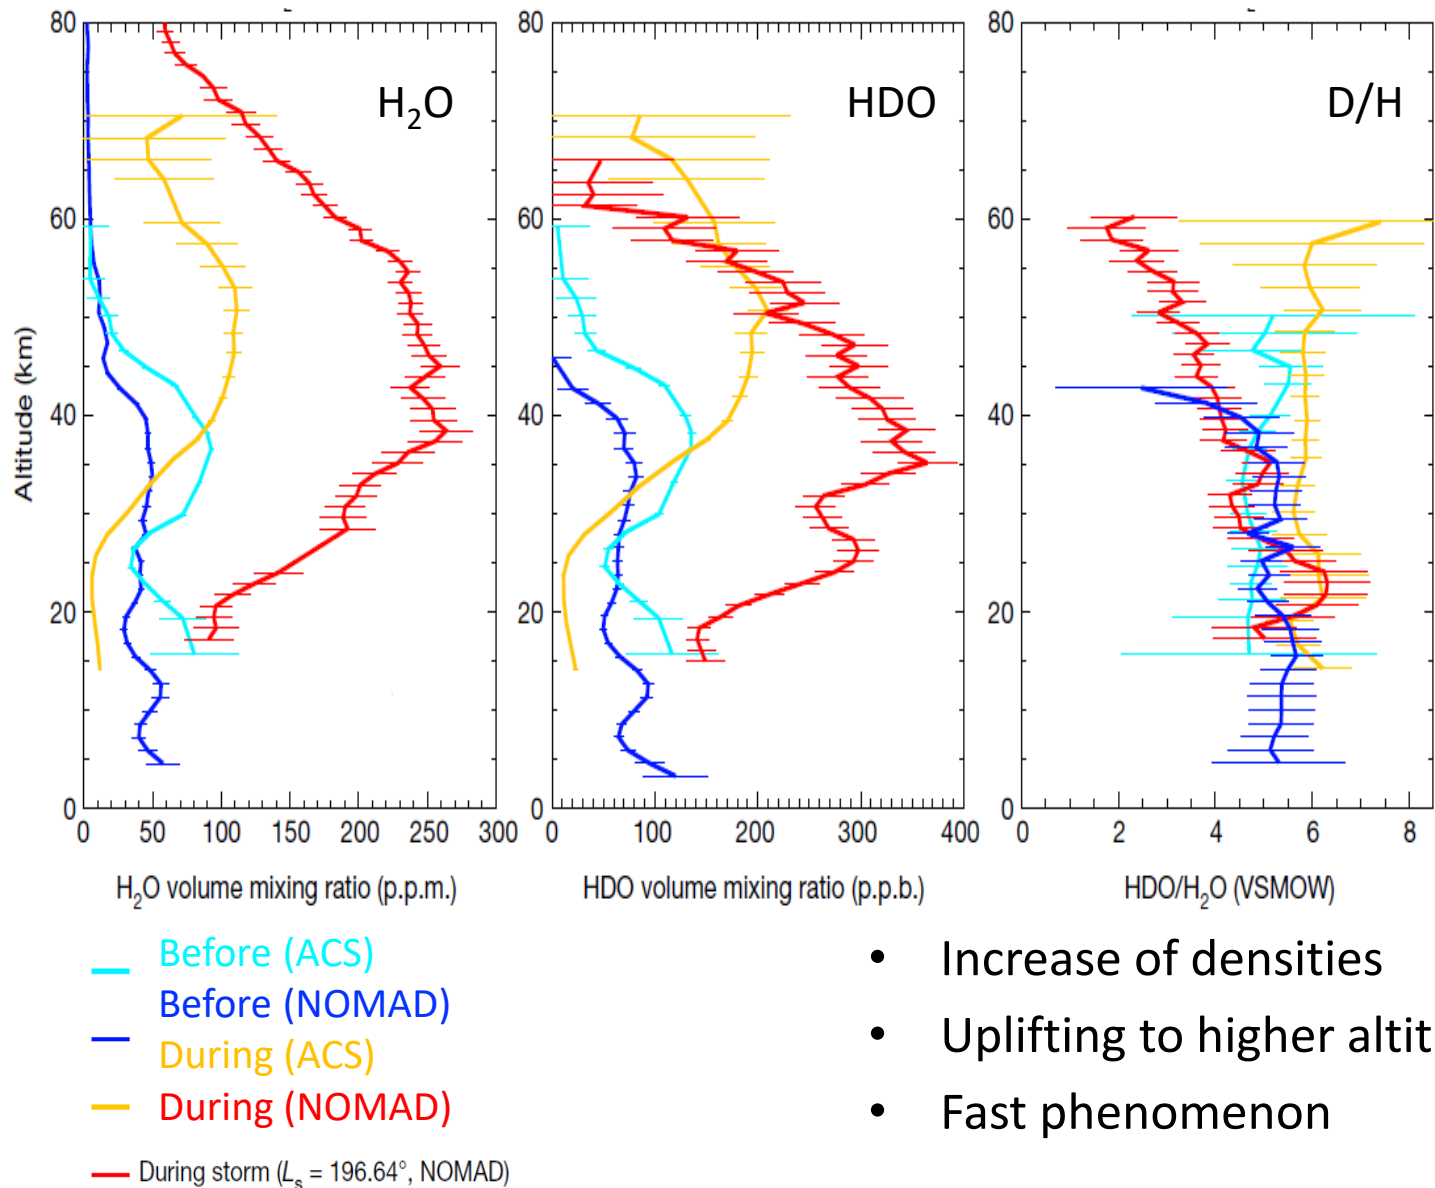 H₂O
HDO
D/H
80
60
40
20
0
80
60
40
20
0
80
60
40
20
0
Altitude (km)
0 50 100 150 200 250 300
0 100 200 300 400
0 2 4 6 8
H₂O volume mixing ratio (p.p.m.)
HDO volume mixing ratio (p.p.b.)
HDO/H₂O (VSMOW)
Before (ACS)
Before (NOMAD)
During (ACS)
During (NOMAD)
During storm (Lₛ = 196.64°, NOMAD)
• Increase of densities
• Uplifting to higher altit
• Fast phenomenon